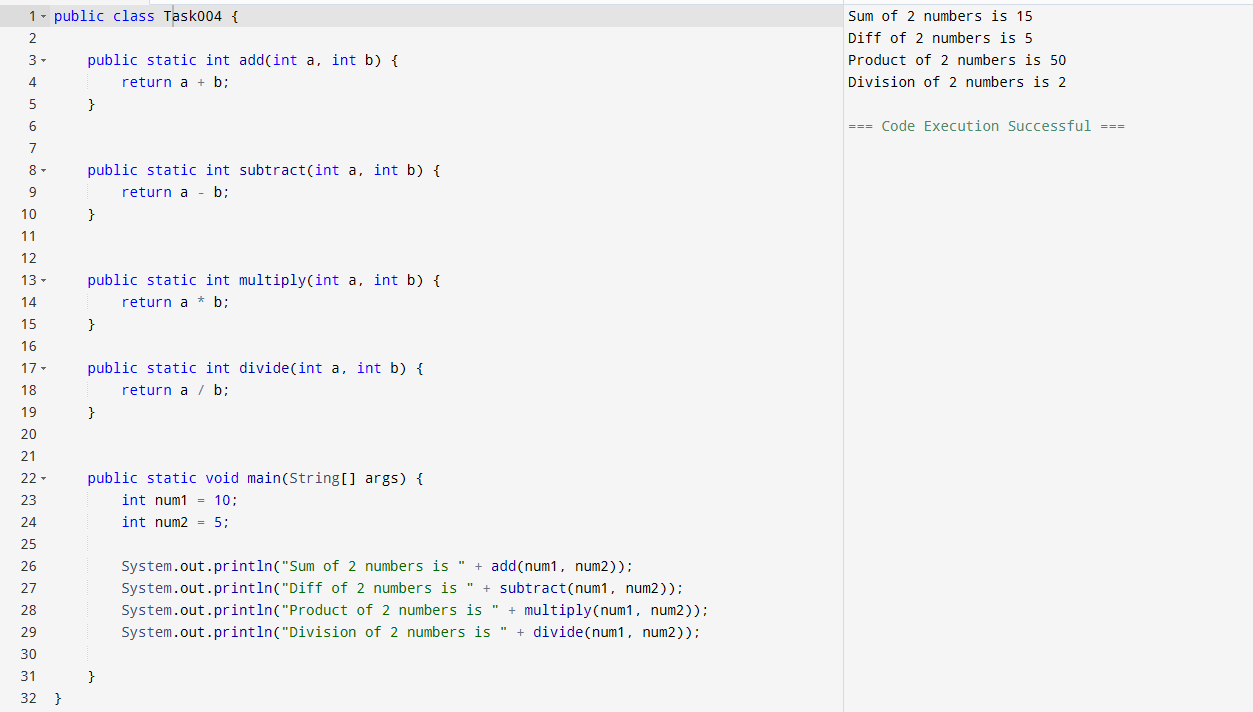 1 public class Task004 {
2
3     public static int add(int a, int b) {
4         return a + b;
5     }
6
7
8     public static int subtract(int a, int b) {
9         return a - b;
10     }
11
12
13     public static int multiply(int a, int b) {
14         return a * b;
15     }
16
17     public static int divide(int a, int b) {
18         return a / b;
19     }
20
21
22     public static void main(String[] args) {
23         int num1 = 10;
24         int num2 = 5;
25
26         System.out.println("Sum of 2 numbers is " + add(num1, num2));
27         System.out.println("Diff of 2 numbers is " + subtract(num1, num2));
28         System.out.println("Product of 2 numbers is " + multiply(num1, num2));
29         System.out.println("Division of 2 numbers is " + divide(num1, num2));
30
31     }
32 }
Sum of 2 numbers is 15
Diff of 2 numbers is 5
Product of 2 numbers is 50
Division of 2 numbers is 2
=== Code Execution Successful ===